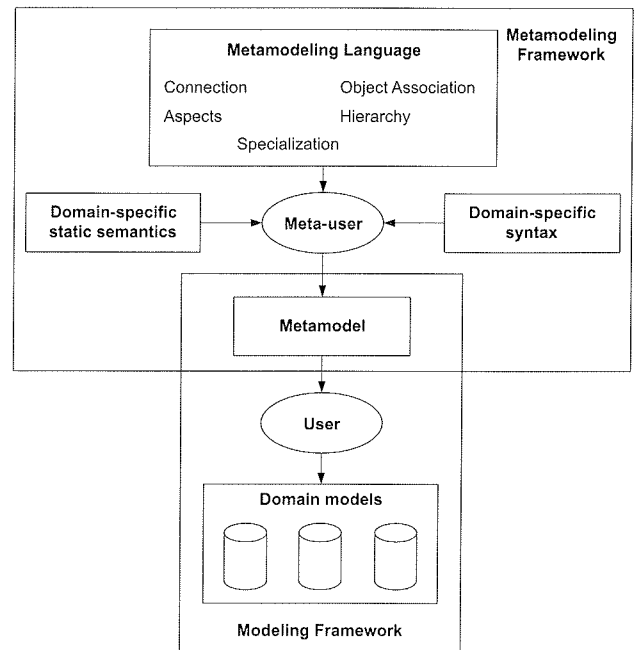 Metamodeling Framework
Metamodeling Language
Connection
Object Association
Aspects
Hierarchy
Specialization
Domain-specific
static semantics
Meta-user
Domain-specific
syntax
Metamodel
User
Domain models
Modeling Framework